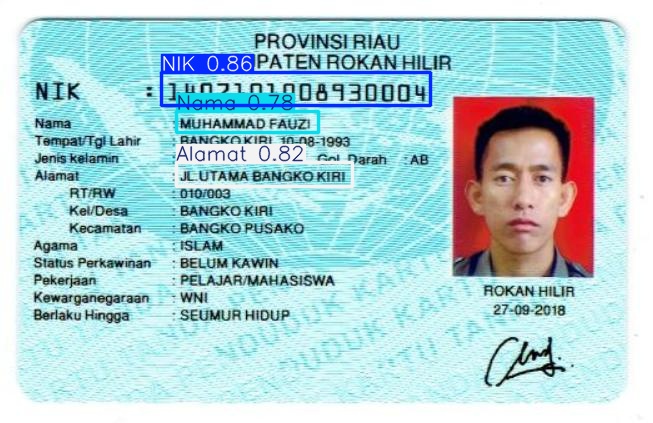 PROVINSI RIAU
NIK 0.86 PATEN ROKAN HILIR
NIK :
Nama 0.78
Nama MUHAMMAD FAUZI
Tempat/Tgl Lahir : BANGKO KIRI, 10-08-1993
Jenis kelamin Alamat 0.82 Gol. Darah : AB
Alamat : JL.UTAMA BANGKO KIRI
RT/RW : 010/003
Kel/Desa : BANGKO KIRI
Kecamatan : BANGKO PUSAKO
Agama : ISLAM
Status Perkawinan : BELUM KAWIN
Pekerjaan : PELAJAR/MAHASISWA
Kewarganegaraan : WNI
Berlaku Hingga : SEUMUR HIDUP
ROKAN HILIR
27-09-2018